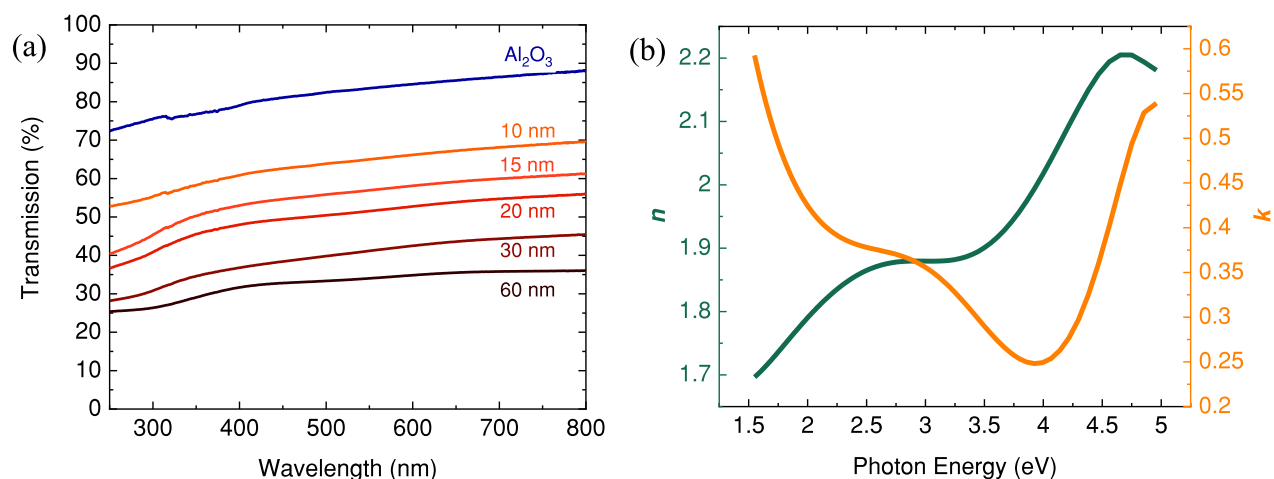 (a)
100
90
80
70
60
50
40
30
20
10
0
Transmisssion (%)
Al₂O₃
10 nm
15 nm
20 nm
30 nm
60 nm
300 400 500 600 700 800
Wavelength (nm)
(b)
2.2
2.1
2
1.9
1.8
1.7
n
0.6
0.55
0.5
0.45
0.4
0.35
0.3
0.25
0.2
k
1.5 2 2.5 3 3.5 4 4.5 5
Photon Energy (eV)